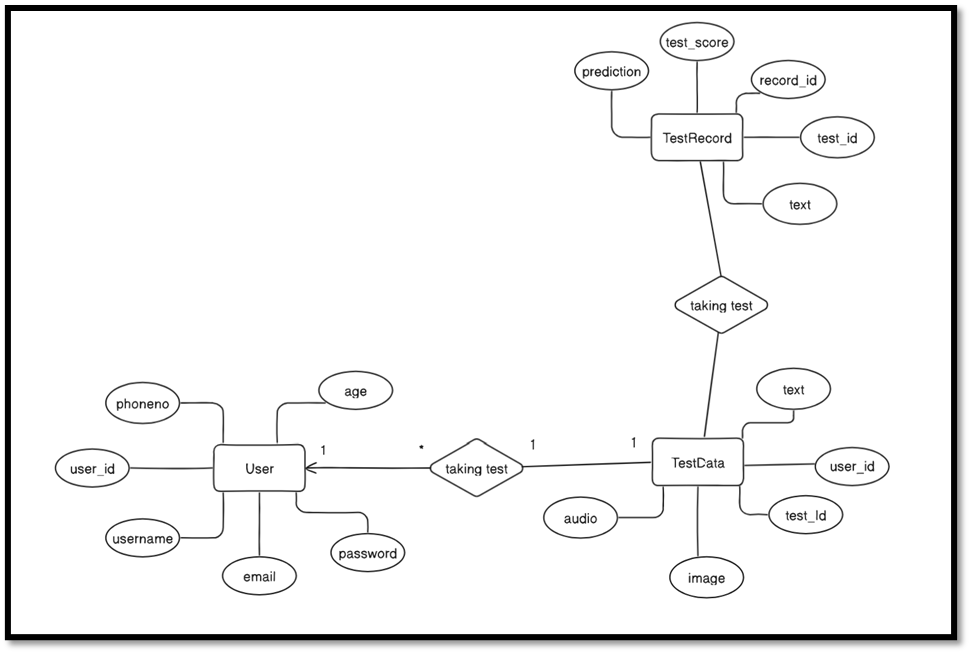 test_score
prediction
record_id
TestRecord
test_id
text
taking test
text
phoneno
age
1
*
1
1
user_id
User
taking test
TestData
user_id
username
audio
test_Id
password
email
image